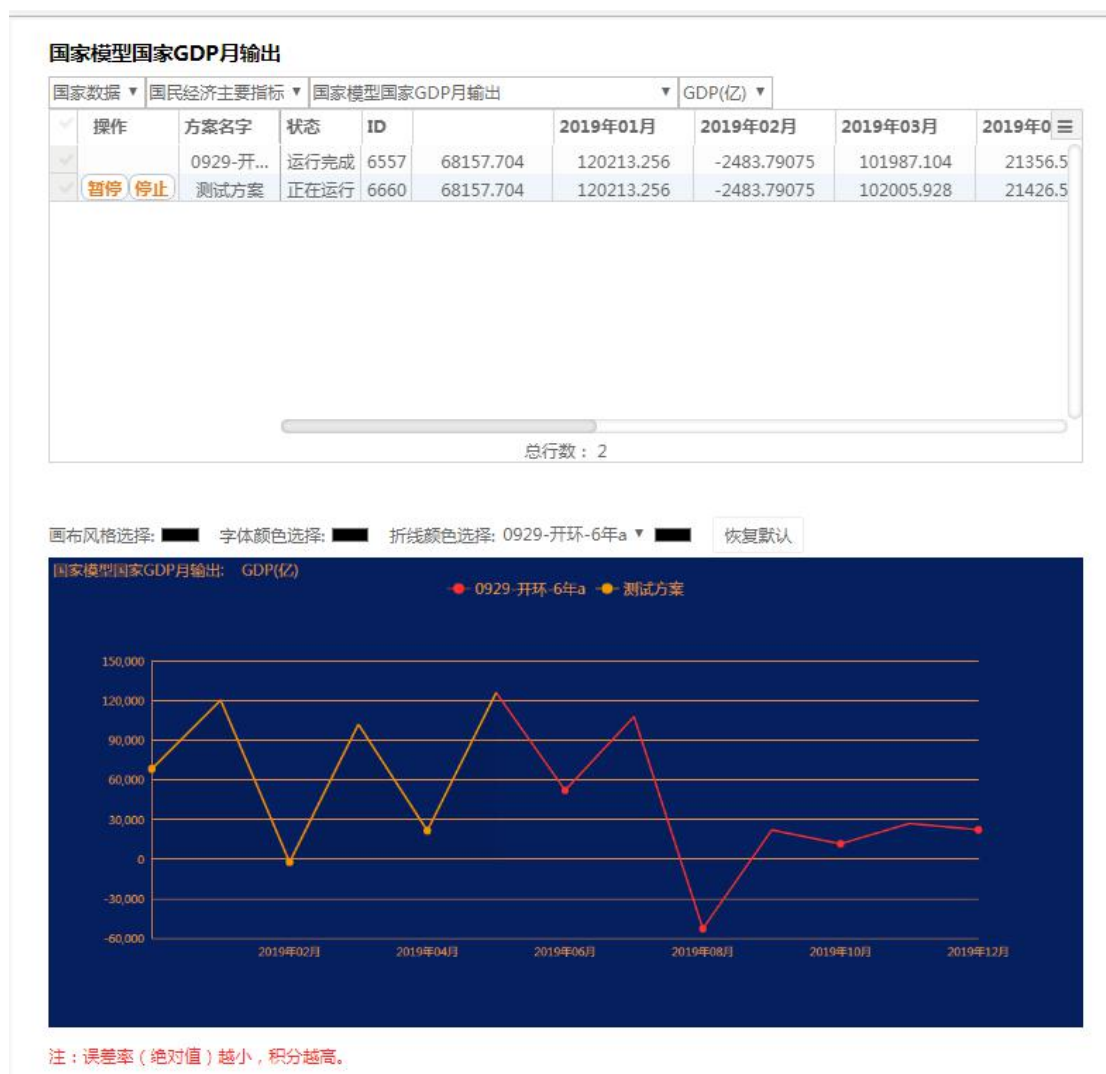 国家模型国家GDP月输出
国家数据 ▼ 国民经济主要指标 ▼ 国家模型国家GDP月输出 ▼ GDP(亿) ▼
操作 方案名字 状态 ID 2019年01月 2019年02月 2019年03月 2019年0
0929-开... 运行完成 6557 68157.704 120213.256 -2483.79075 101987.104 21356.5
暂停 停止 测试方案 正在运行 6660 68157.704 120213.256 -2483.79075 102005.928 21426.5
总行数： 2
画布风格选择: 字体颜色选择: 折线颜色选择: 0929-开环-6年a ▼ 恢复默认
国家模型国家GDP月输出: GDP(亿)
0929-开环-6年a 测试方案
150,000
120,000
90,000
60,000
30,000
0
-30,000
-60,000
2019年02月 2019年04月 2019年06月 2019年08月 2019年10月 2019年12月
注：误差率（绝对值）越小，积分越高。